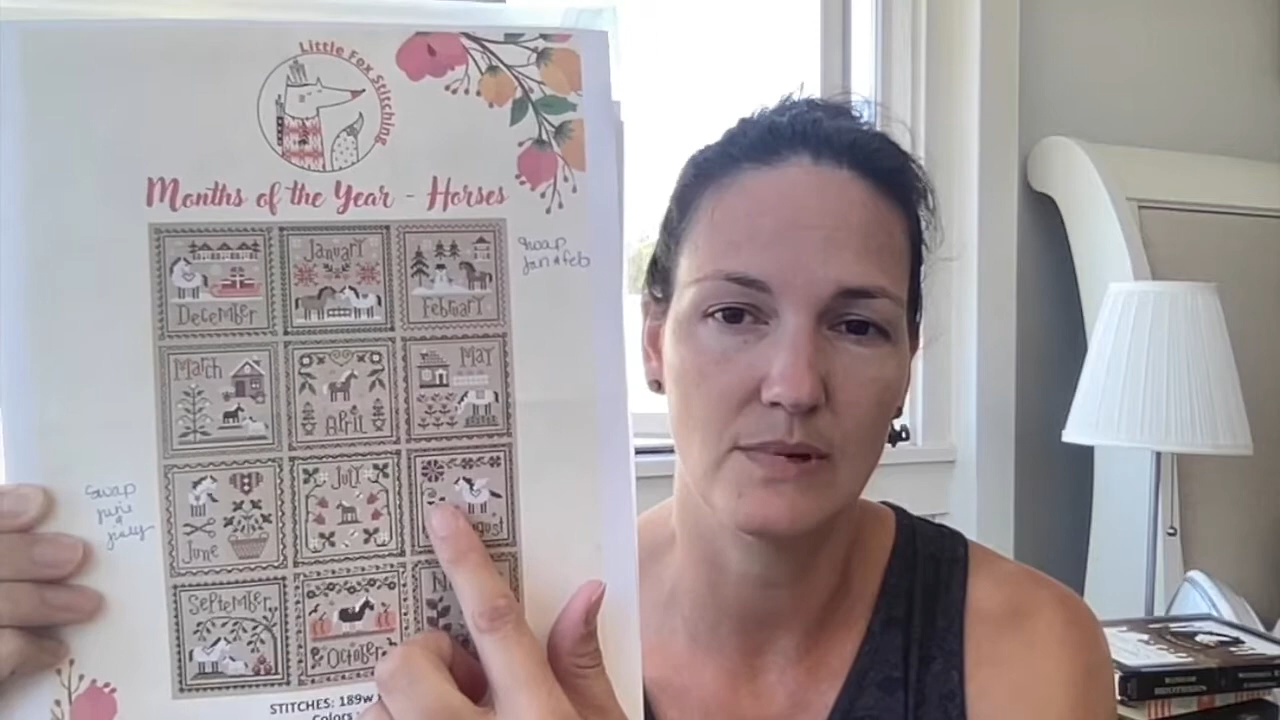 Little Fox Stitching
Months of the Year - Horses
swap
Jan & feb
December
January
February
March
April
May
swap
june
&
july
June
July
September
October
STITCHES: 189w
Colors